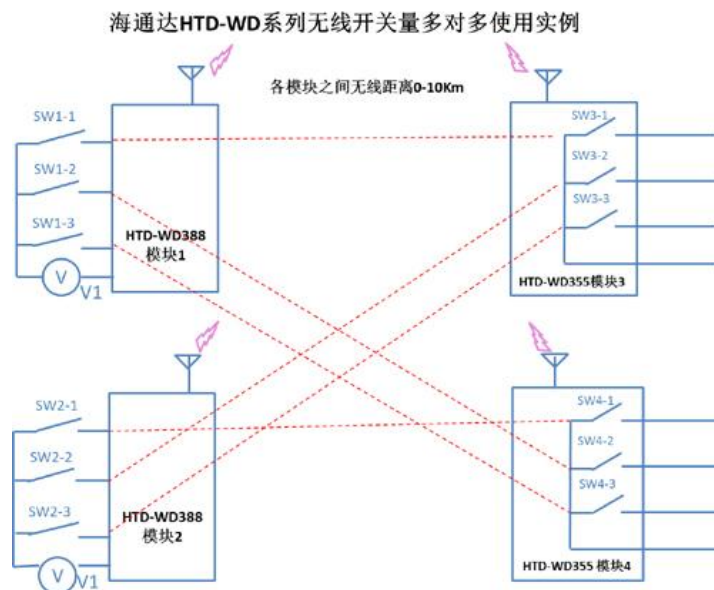 海通达HTD-WD系列无线开关量多对多使用实例
各模块之间无线距离0-10Km
SW1-1
SW1-2
SW1-3
V
V1
HTD-WD388
模块1
SW3-1
SW3-2
SW3-3
HTD-WD355模块3
SW2-1
SW2-2
SW2-3
V
V1
HTD-WD388
模块2
SW4-1
SW4-2
SW4-3
HTD-WD355 模块4